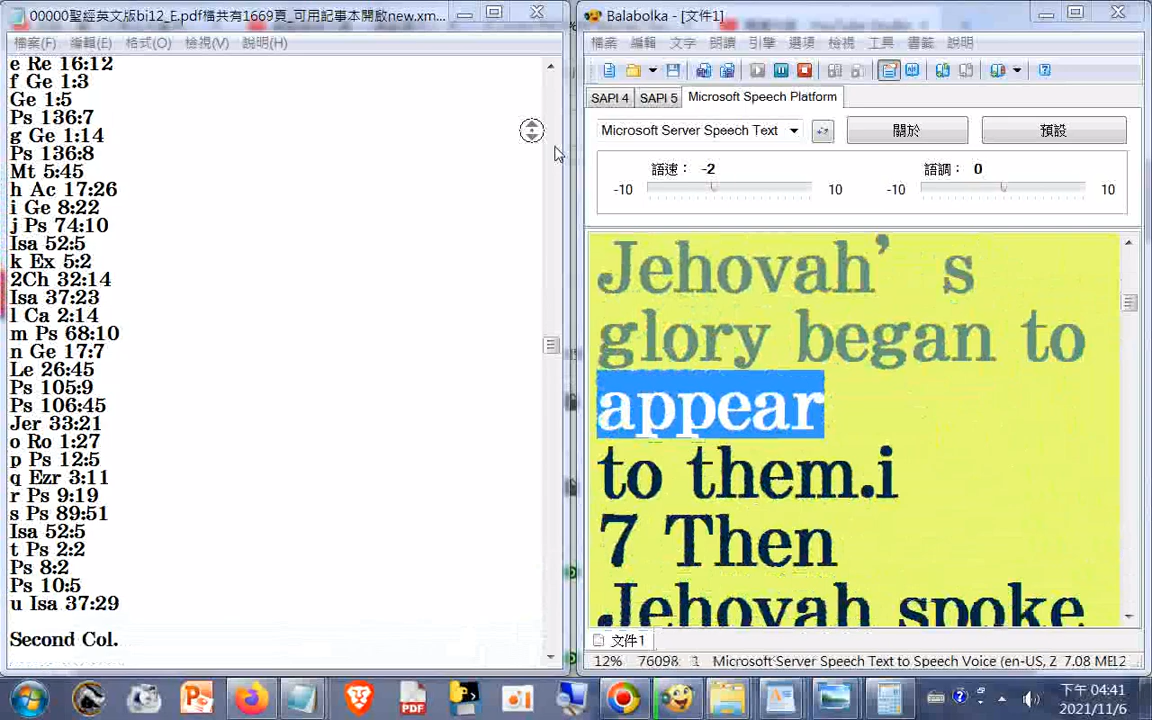 00000聖經英文版bi12_E.pdf檔共有1669頁_可用記事本開啟new.xm...
檔案(F) 編輯(E) 格式(O) 檢視(V) 說明(H)
e Re 16:12
f Ge 1:3
Ge 1:5
Ps 136:7
g Ge 1:14
Ps 136:8
Mt 5:45
h Ac 17:26
i Ge 8:22
j Ps 74:10
Isa 52:5
k Ex 5:2
2Ch 32:14
Isa 37:23
l Ca 2:14
m Ps 68:10
n Ge 17:7
Le 26:45
Ps 105:9
Ps 106:45
Jer 33:21
o Ro 1:27
p Ps 12:5
q Ezr 3:11
r Ps 9:19
s Ps 89:51
Isa 52:5
t Ps 2:2
Ps 8:2
Ps 10:5
u Isa 37:29
Second Col.
Balabolka - [文件1]
檔案 編輯 文字 朗讀 引擎 選項 檢視 工具 書籤 說明
SAPI 4 SAPI 5 Microsoft Speech Platform
Microsoft Server Speech Text 關於 預設
語速： -2 語調： 0
-10 10 -10 10
Jehovah’s
glory began to
appear
to them.i
7 Then
Jehovah spoke
文件1
12% 76098 Microsoft Server Speech Text to Speech Voice (en-US, Z 7.08 ME12
PDF
下午 04:41
2021/11/6